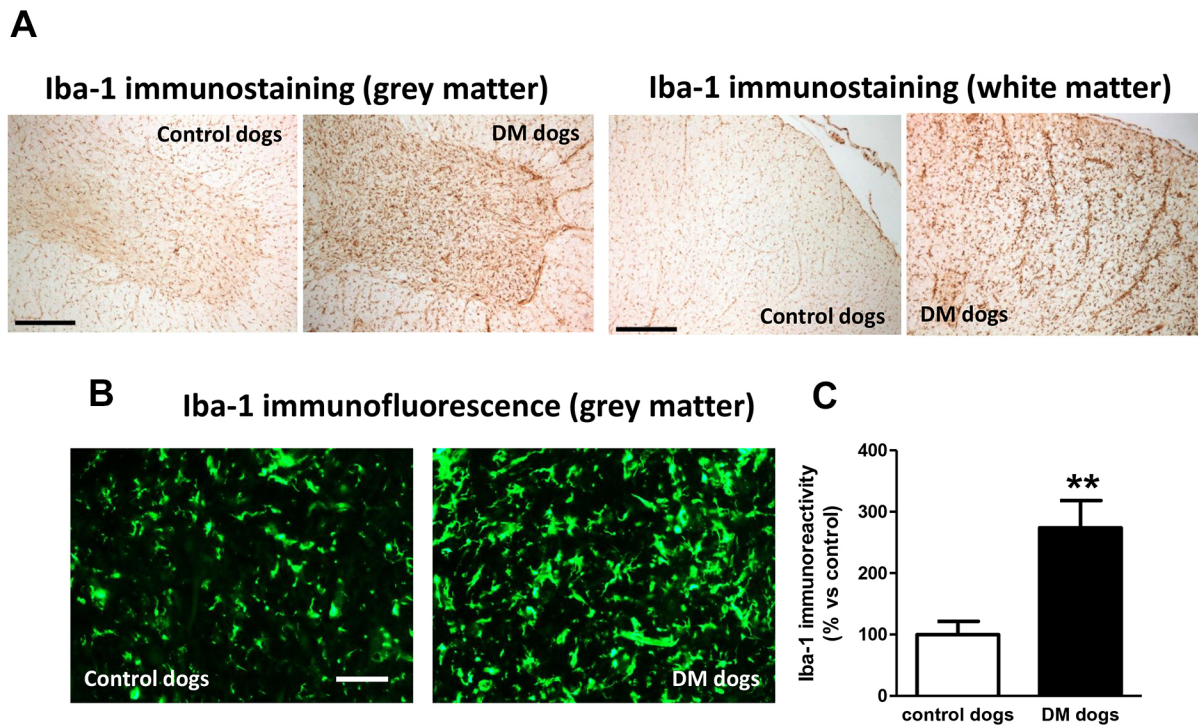 A
Iba-1 immunostaining (grey matter)
Iba-1 immunostaining (white matter)
Control dogs
DM dogs
Control dogs
DM dogs
B
Iba-1 immunofluorescence (grey matter)
Control dogs
DM dogs
C
Iba-1 immunoreactivity
(% vs control)
400
300
200
100
0
**
control dogs
DM dogs